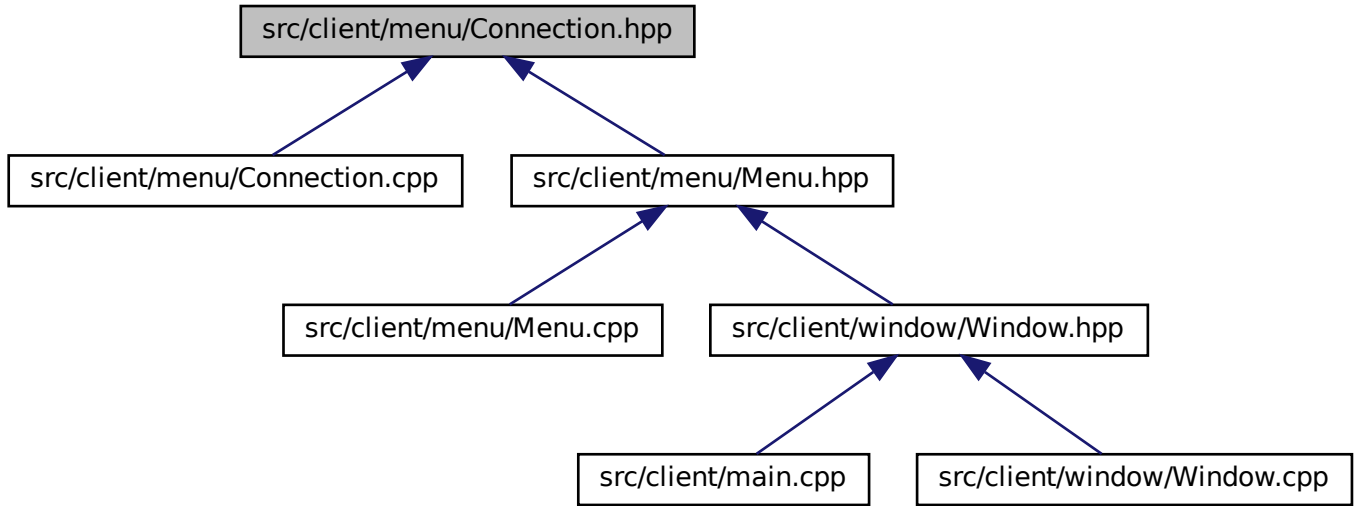 src/client/menu/Connection.hpp
src/client/menu/Connection.cpp
src/client/menu/Menu.hpp
src/client/menu/Menu.cpp
src/client/window/Window.hpp
src/client/main.cpp
src/client/window/Window.cpp